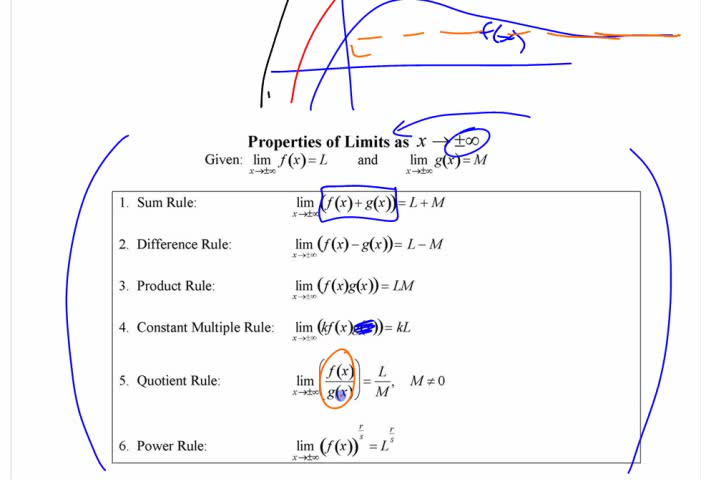 f(x)
L
Properties of Limits as x → ±∞
Given: lim x→±∞ f(x) = L and lim x→±∞ g(x) = M
1. Sum Rule: lim x→±∞ (f(x) + g(x)) = L + M
2. Difference Rule: lim x→±∞ (f(x) − g(x)) = L − M
3. Product Rule: lim x→±∞ (f(x)g(x)) = LM
4. Constant Multiple Rule: lim x→±∞ (kf(x)) = kL
5. Quotient Rule: lim x→±∞ (f(x)/g(x)) = L/M, M ≠ 0
6. Power Rule: lim x→±∞ (f(x))^(r/s) = L^(r/s)